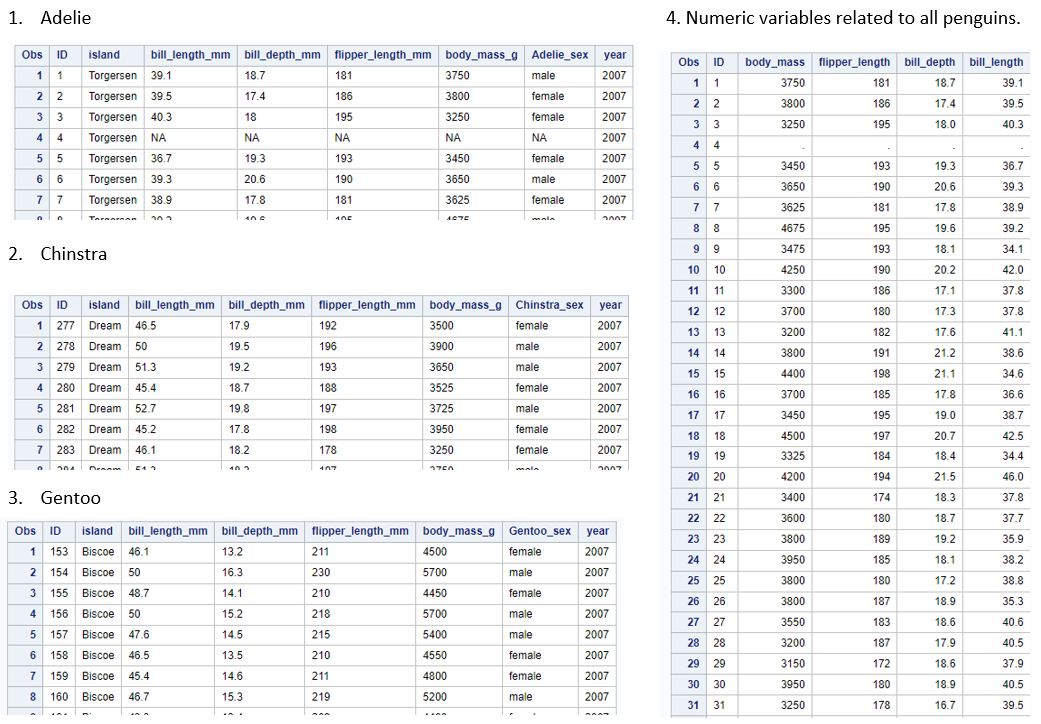 1. Adelie
Obs ID island bill_length_mm bill_depth_mm flipper_length_mm body_mass_g Adelie_sex year
1 1 Torgersen 39.1 18.7 181 3750 male 2007
2 2 Torgersen 39.5 17.4 186 3800 female 2007
3 3 Torgersen 40.3 18 195 3250 female 2007
4 4 Torgersen NA NA NA NA NA 2007
5 5 Torgersen 36.7 19.3 193 3450 female 2007
6 6 Torgersen 39.3 20.6 190 3650 male 2007
7 7 Torgersen 38.9 17.8 181 3625 female 2007
2. Chinstra
Obs ID island bill_length_mm bill_depth_mm flipper_length_mm body_mass_g Chinstra_sex year
1 277 Dream 46.5 17.9 192 3500 female 2007
2 278 Dream 50 19.5 196 3900 male 2007
3 279 Dream 51.3 19.2 193 3650 male 2007
4 280 Dream 45.4 18.7 188 3525 female 2007
5 281 Dream 52.7 19.8 197 3725 male 2007
6 282 Dream 45.2 17.8 198 3950 female 2007
7 283 Dream 46.1 18.2 178 3250 female 2007
3. Gentoo
Obs ID island bill_length_mm bill_depth_mm flipper_length_mm body_mass_g Gentoo_sex year
1 153 Biscoe 46.1 13.2 211 4500 female 2007
2 154 Biscoe 50 16.3 230 5700 male 2007
3 155 Biscoe 48.7 14.1 210 4450 female 2007
4 156 Biscoe 50 15.2 218 5700 male 2007
5 157 Biscoe 47.6 14.5 215 5400 male 2007
6 158 Biscoe 46.5 13.5 210 4550 female 2007
7 159 Biscoe 45.4 14.6 211 4800 female 2007
8 160 Biscoe 46.7 15.3 219 5200 male 2007
4. Numeric variables related to all penguins.
Obs ID body_mass flipper_length bill_depth bill_length
1 1 3750 181 18.7 39.1
2 2 3800 186 17.4 39.5
3 3 3250 195 18.0 40.3
4 4 . . . .
5 5 3450 193 19.3 36.7
6 6 3650 190 20.6 39.3
7 7 3625 181 17.8 38.9
8 8 4675 195 19.6 39.2
9 9 3475 193 18.1 34.1
10 10 4250 190 20.2 42.0
11 11 3300 186 17.1 37.8
12 12 3700 180 17.3 37.8
13 13 3200 182 17.6 41.1
14 14 3800 191 21.2 38.6
15 15 4400 198 21.1 34.6
16 16 3700 185 17.8 36.6
17 17 3450 195 19.0 38.7
18 18 4500 197 20.7 42.5
19 19 3325 184 18.4 34.4
20 20 4200 194 21.5 46.0
21 21 3400 174 18.3 37.8
22 22 3600 180 18.7 37.7
23 23 3800 189 19.2 35.9
24 24 3950 185 18.1 38.2
25 25 3800 180 17.2 38.8
26 26 3800 187 18.9 35.3
27 27 3550 183 18.6 40.6
28 28 3200 187 17.9 40.5
29 29 3150 172 18.6 37.9
30 30 3950 180 18.9 40.5
31 31 3250 178 16.7 39.5